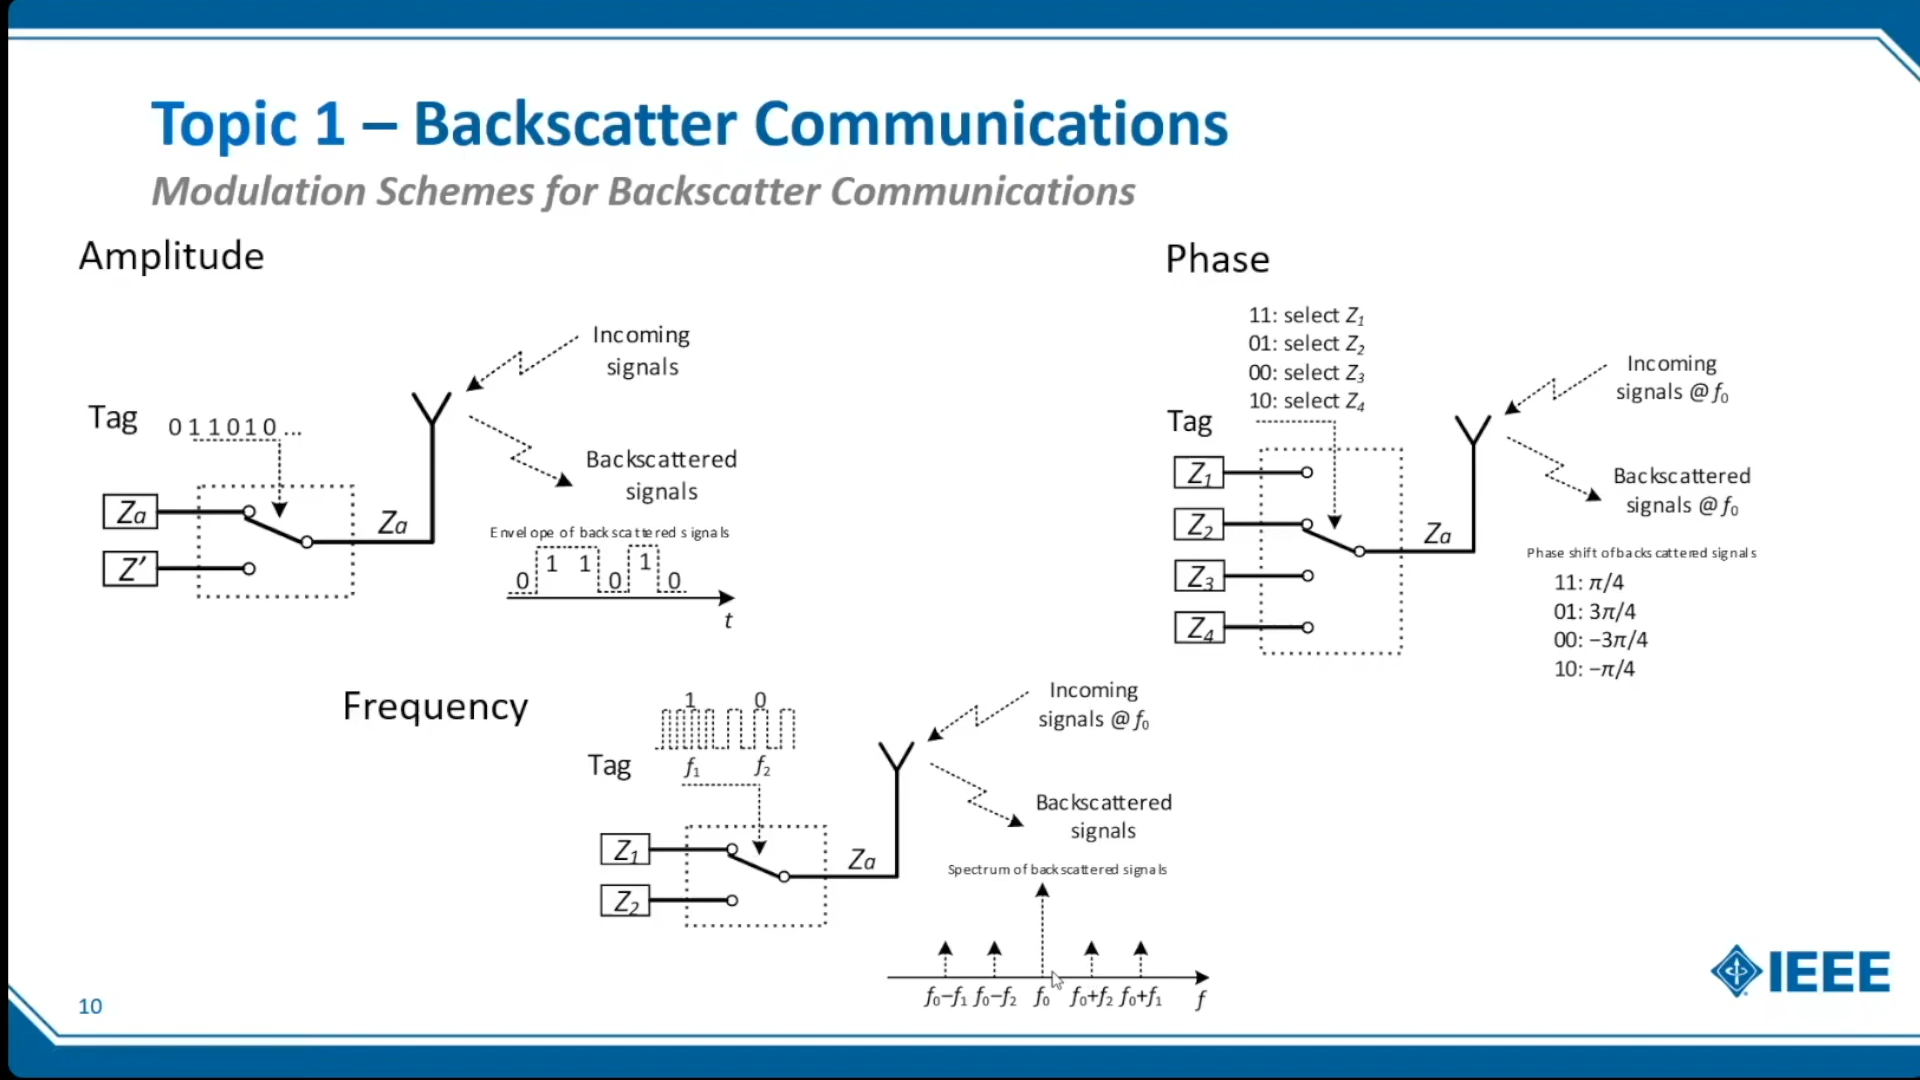 Topic 1 – Backscatter Communications
Modulation Schemes for Backscatter Communications
Amplitude
Incoming
signals
Tag
0 1 1 0 1 0 ...
Backscattered
signals
Za
Z′
Za
Envelope of backscattered signals
0 1 1 0 1 0
t
Phase
11: select Z₁
01: select Z₂
00: select Z₃
10: select Z₄
Incoming
signals @ f₀
Tag
Z₁
Z₂
Z₃
Z₄
Za
Backscattered
signals @ f₀
Phase shift of backscattered signals
11: π/4
01: 3π/4
00: −3π/4
10: −π/4
Frequency
1 0
Tag
f₁ f₂
Incoming
signals @ f₀
Z₁
Z₂
Za
Backscattered
signals
Spectrum of backscattered signals
f₀−f₁ f₀−f₂ f₀ f₀+f₂ f₀+f₁ f
IEEE
10